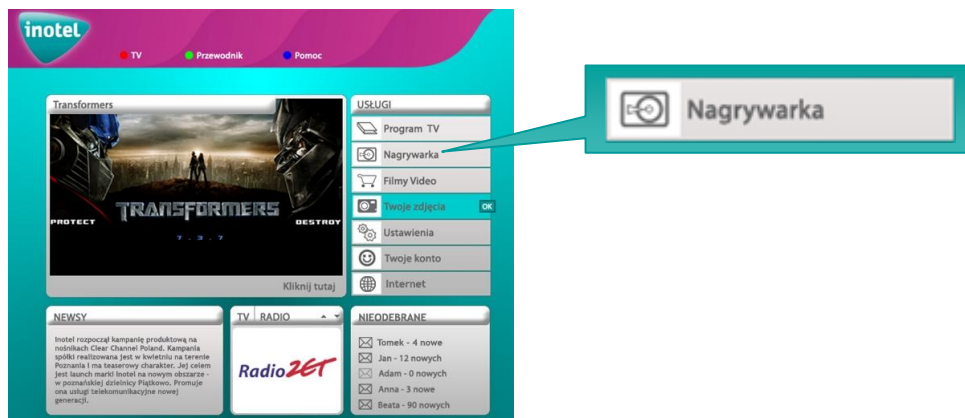 inotel
TV Przewodnik Pomoc
Transformers
PROTECT
TRANSFORMERS
DESTROY
7 . 3 . 7
Kliknij tutaj
USŁUGI
Program TV
Nagrywarka
Filmy Video
Twoje zdjęcia OK
Ustawienia
Twoje konto
Internet
Nagrywarka
NEWSY
Inotel rozpoczął kampanię produktową na
nośnikach Clear Channel Poland. Kampania
spółki realizowana jest w kwietniu na terenie
Poznania i ma teaserowy charakter. Jej celem
jest launch marki Inotel na nowym obszarze -
w poznańskiej dzielnicy Piątkowo. Promuje
ona usługi telekomunikacyjne nowej
generacji.
TV RADIO
Radio ZET
NIEODEBRANE
Tomek - 4 nowe
Jan - 12 nowych
Adam - 0 nowych
Anna - 3 nowe
Beata - 90 nowych